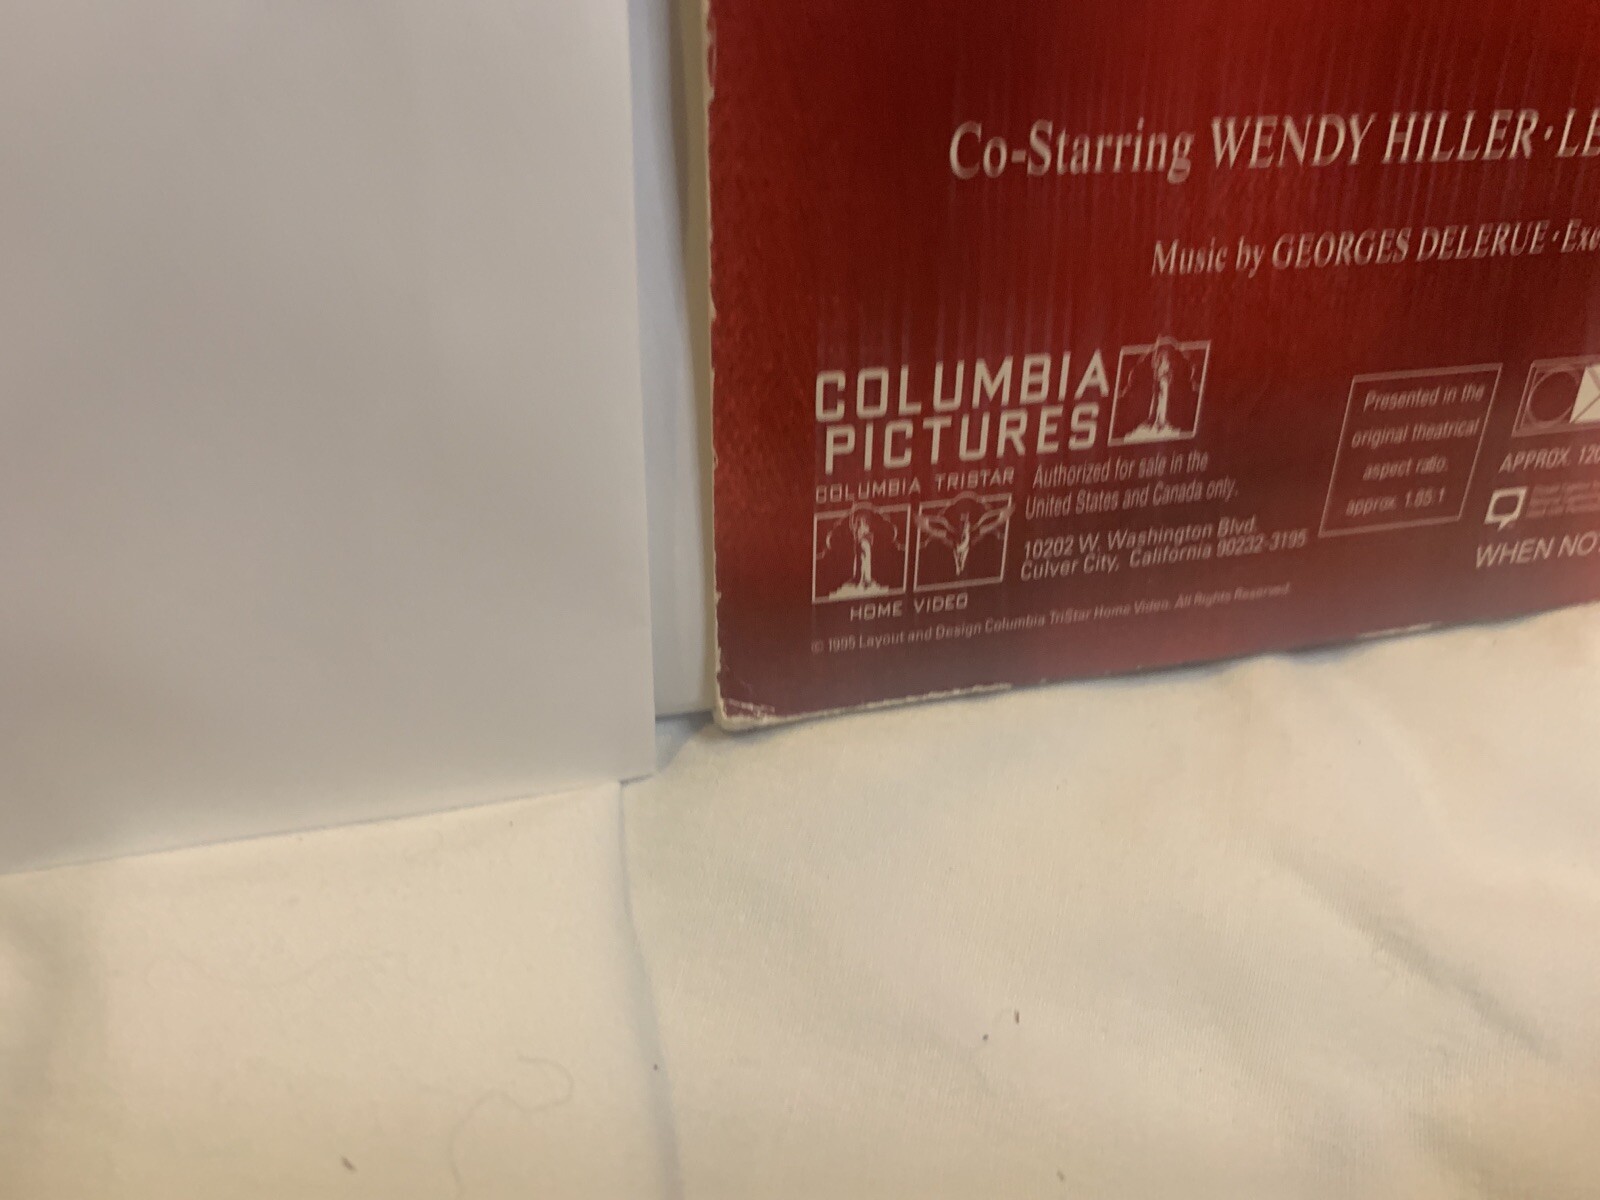 Co-Starring WENDY HILLER · LE
Music by GEORGES DELERUE · Exe
COLUMBIA
PICTURES
COLUMBIA TRISTAR
HOME VIDEO
Authorized for sale in the
United States and Canada only.
10202 W. Washington Blvd.
Culver City, California 90232-3195
© 1995 Layout and Design Columbia TriStar Home Video. All Rights Reserved.
Presented in the
original theatrical
aspect ratio.
approx. 1.85:1
APPROX. 120
WHEN NO